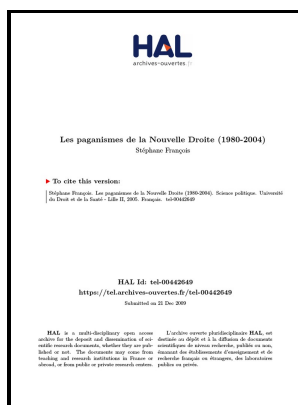 HAL
archives-ouvertes.fr
Les paganismes de la Nouvelle Droite (1980-2004)
Stéphane François
▶ To cite this version:
Stéphane François. Les paganismes de la Nouvelle Droite (1980-2004). Science politique. Université
du Droit et de la Santé - Lille II, 2005. Français. tel-00442649
HAL Id: tel-00442649
https://tel.archives-ouvertes.fr/tel-00442649
Submitted on 21 Dec 2009
HAL is a multi-disciplinary open access
archive for the deposit and dissemination of sci-
entific research documents, whether they are pub-
lished or not. The documents may come from
teaching and research institutions in France or
abroad, or from public or private research centers.
L'archive ouverte pluridisciplinaire HAL, est
destinée au dépôt et à la diffusion de documents
scientifiques de niveau recherche, publiés ou non,
émanant des établissements d'enseignement et de
recherche français ou étrangers, des laboratoires
publics ou privés.